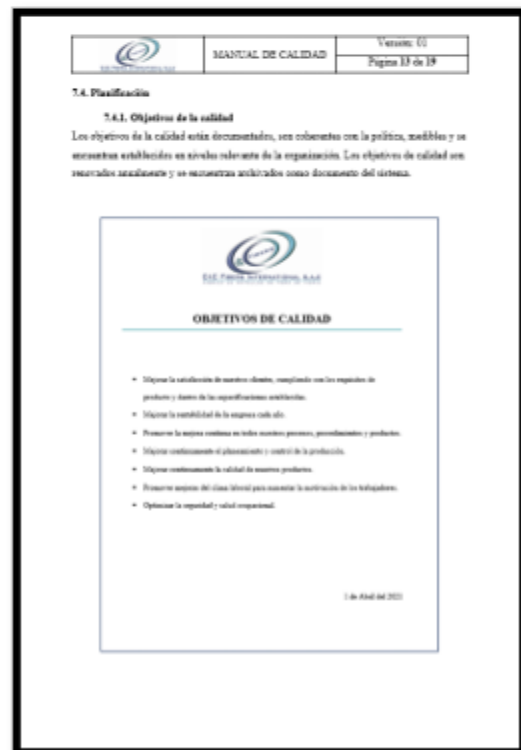 MANUAL DE CALIDAD
Versión: 01
Página 13 de 19
7.4. Planificación
7.4.1. Objetivos de la calidad
Los objetivos de la calidad están documentados, son coherentes con la política, medibles y se
encuentran establecidos en niveles relevante de la organización. Los objetivos de calidad son
renovados anualmente y se encuentran archivados como documento del sistema.
INTERNATIONAL S.A.C
OBJETIVOS DE CALIDAD
• Mejorar la satisfacción de nuestros clientes, cumpliendo con los requisitos de
producto y dentro de las especificaciones establecidas.
• Mejorar la rentabilidad de la empresa cada año.
• Promover la mejora continua en todos nuestros procesos, procedimientos y productos.
• Mejorar continuamente el planeamiento y control de la producción.
• Mejorar continuamente la calidad de nuestros productos.
• Promover mejoras del clima laboral para aumentar la motivación de los trabajadores.
• Optimizar la seguridad y salud ocupacional.
1 de Abril del 2021